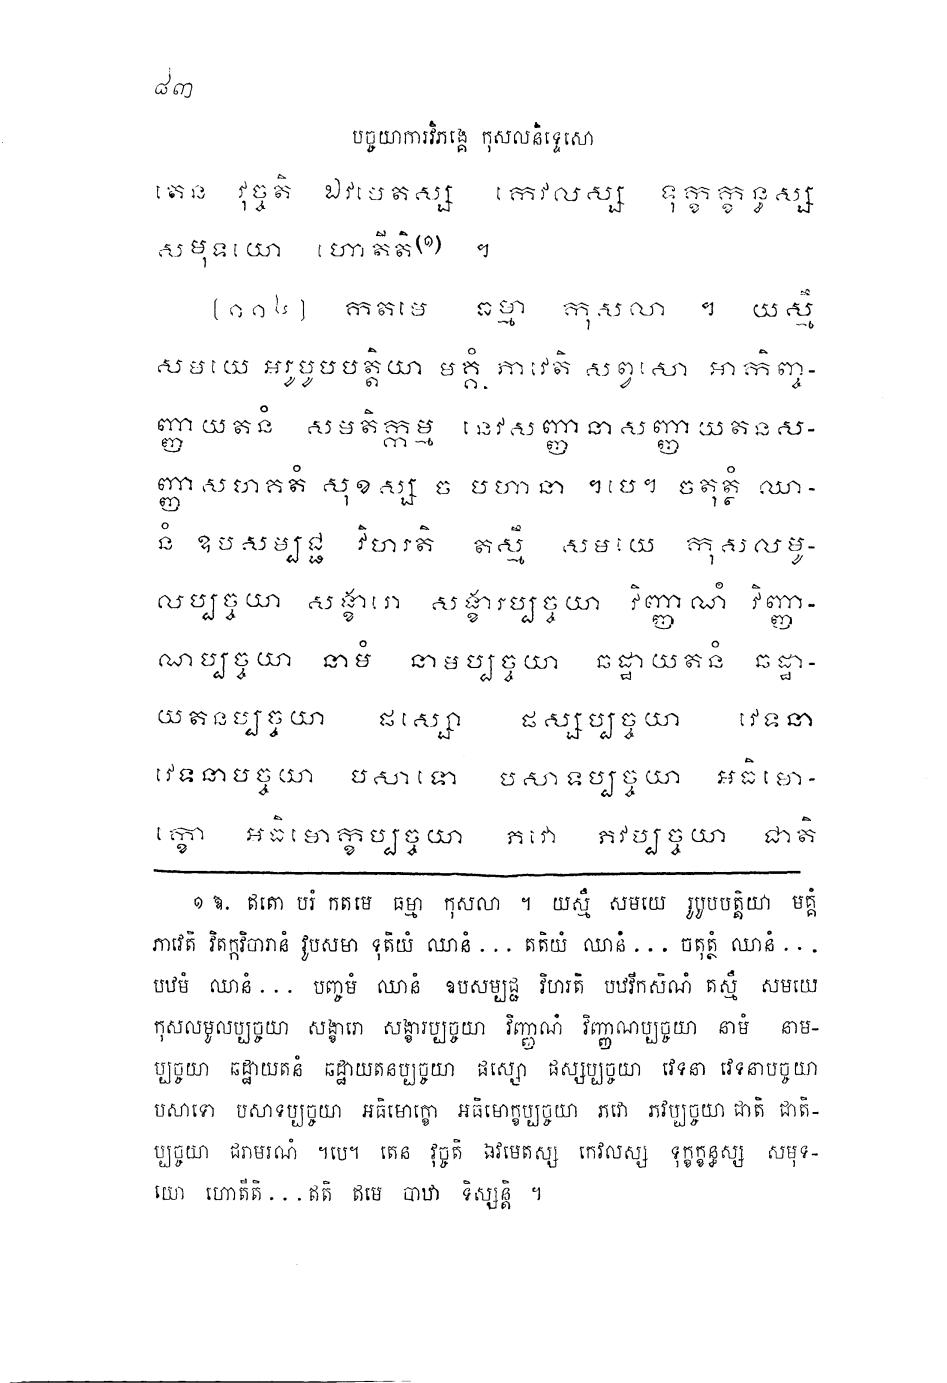 ៨៣
បច្ចយាការវិភង្គេ កុសលនិទ្ទេសោ
តេន វុច្ចតិ ឯវមេតស្ស កេវលស្ស ទុក្ខក្ខន្ធស្ស
សមុទយោ ហោតីតិ(១) ។
[១១៤] កតមេ ធម្មា កុសលា ។ យស្មឹ
សមយេ អរូបូបបត្តិយា មគ្គំ ភាវេតិ សព្វសោ អាកិញ្ច-
ញ្ញាយតនំ សមតិក្កម្ម នេវសញ្ញានាសញ្ញាយតនស-
ញ្ញាសហគតំ សុខស្ស ច បហានា ។បេ។ ចតុត្ថំ ឈា-
នំ ឧបសម្បជ្ជ វិហរតិ តស្មឹ សមយេ កុសលមូ-
លប្បច្ចយា សង្ខារោ សង្ខារប្បច្ចយា វិញ្ញាណំ វិញ្ញា-
ណប្បច្ចយា នាមំ នាមប្បច្ចយា ឆដ្ឋាយតនំ ឆដ្ឋា-
យតនប្បច្ចយា ផស្សោ ផស្សប្បច្ចយា វេទនា
វេទនាបច្ចយា បសាទោ បសាទប្បច្ចយា អធិមោ-
ក្ខោ អធិមោក្ខប្បច្ចយា ភវោ ភវប្បច្ចយា ជាតិ
១ ឯ. ឥតោ បរំ កតមេ ធម្មា កុសលា ។ យស្មឹ សមយេ រូបូបបត្តិយា មគ្គំ
ភាវេតិ វិតក្កវិចារានំ វូបសមា ទុតិយំ ឈានំ... តតិយំ ឈានំ... ចតុត្ថំ ឈានំ...
បឋមំ ឈានំ... បញ្ចមំ ឈានំ ឧបសម្បជ្ជ វិហរតិ បឋវីកសិណំ តស្មឹ សមយេ
កុសលមូលប្បច្ចយា សង្ខារោ សង្ខារប្បច្ចយា វិញ្ញាណំ វិញ្ញាណប្បច្ចយា នាមំ នាម-
ប្បច្ចយា ឆដ្ឋាយតនំ ឆដ្ឋាយតនប្បច្ចយា ផស្សោ ផស្សប្បច្ចយា វេទនា វេទនាបច្ចយា
បសាទោ បសាទប្បច្ចយា អធិមោក្ខោ អធិមោក្ខប្បច្ចយា ភវោ ភវប្បច្ចយា ជាតិ ជាតិ-
ប្បច្ចយា ជរាមរណំ ។បេ។ តេន វុច្ចតិ ឯវមេតស្ស កេវលស្ស ទុក្ខក្ខន្ធស្ស សមុទ-
យោ ហោតីតិ...ឥតិ ឥមេ បាឋា ទិស្សន្តិ ។